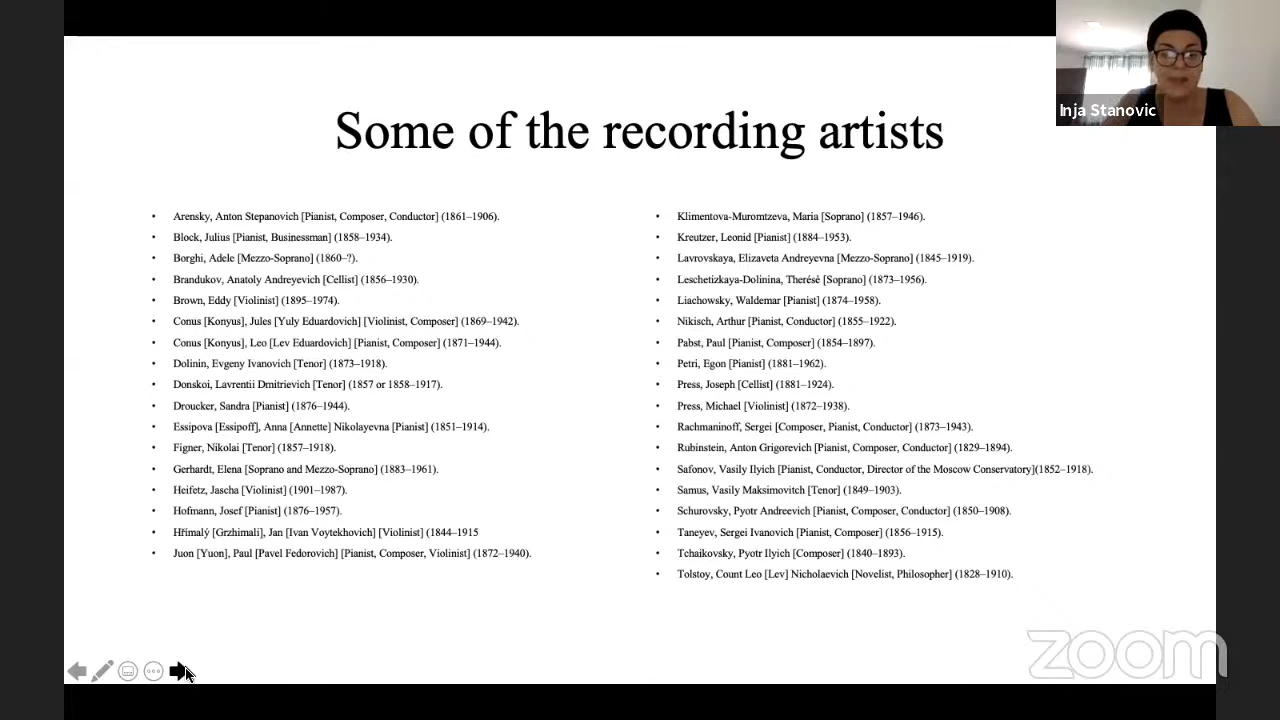 Some of the recording artists
Inja Stanovic
• Arensky, Anton Stepanovich [Pianist, Composer, Conductor] (1861–1906).
• Block, Julius [Pianist, Businessman] (1858–1934).
• Borghi, Adele [Mezzo-Soprano] (1860–?).
• Brandukov, Anatoly Andreyevich [Cellist] (1856–1930).
• Brown, Eddy [Violinist] (1895–1974).
• Conus [Konyus], Jules [Yuly Eduardovich] [Violinist, Composer] (1869–1942).
• Conus [Konyus], Leo [Lev Eduardovich] [Pianist, Composer] (1871–1944).
• Dolinin, Evgeny Ivanovich [Tenor] (1873–1918).
• Donskoi, Lavrentii Dmitrievich [Tenor] (1857 or 1858–1917).
• Droucker, Sandra [Pianist] (1876–1944).
• Essipova [Essipoff], Anna [Annette] Nikolayevna [Pianist] (1851–1914).
• Figner, Nikolai [Tenor] (1857–1918).
• Gerhardt, Elena [Soprano and Mezzo-Soprano] (1883–1961).
• Heifetz, Jascha [Violinist] (1901–1987).
• Hofmann, Josef [Pianist] (1876–1957).
• Hřímalý [Grzhimali], Jan [Ivan Voytekhovich] [Violinist] (1844–1915
• Juon [Yuon], Paul [Pavel Fedorovich] [Pianist, Composer, Violinist] (1872–1940).
• Klimentova-Muromtzeva, Maria [Soprano] (1857–1946).
• Kreutzer, Leonid [Pianist] (1884–1953).
• Lavrovskaya, Elizaveta Andreyevna [Mezzo-Soprano] (1845–1919).
• Leschetizkaya-Dolinina, Therésè [Soprano] (1873–1956).
• Liachowsky, Waldemar [Pianist] (1874–1958).
• Nikisch, Arthur [Pianist, Conductor] (1855–1922).
• Pabst, Paul [Pianist, Composer] (1854–1897).
• Petri, Egon [Pianist] (1881–1962).
• Press, Joseph [Cellist] (1881–1924).
• Press, Michael [Violinist] (1872–1938).
• Rachmaninoff, Sergei [Composer, Pianist, Conductor] (1873–1943).
• Rubinstein, Anton Grigorevich [Pianist, Composer, Conductor] (1829–1894).
• Safonov, Vasily Ilyich [Pianist, Conductor, Director of the Moscow Conservatory](1852–1918).
• Samus, Vasily Maksimovitch [Tenor] (1849–1903).
• Schurovsky, Pyotr Andreevich [Pianist, Composer, Conductor] (1850–1908).
• Taneyev, Sergei Ivanovich [Pianist, Composer] (1856–1915).
• Tchaikovsky, Pyotr Ilyich [Composer] (1840–1893).
• Tolstoy, Count Leo [Lev] Nicholaevich [Novelist, Philosopher] (1828–1910).
zoom